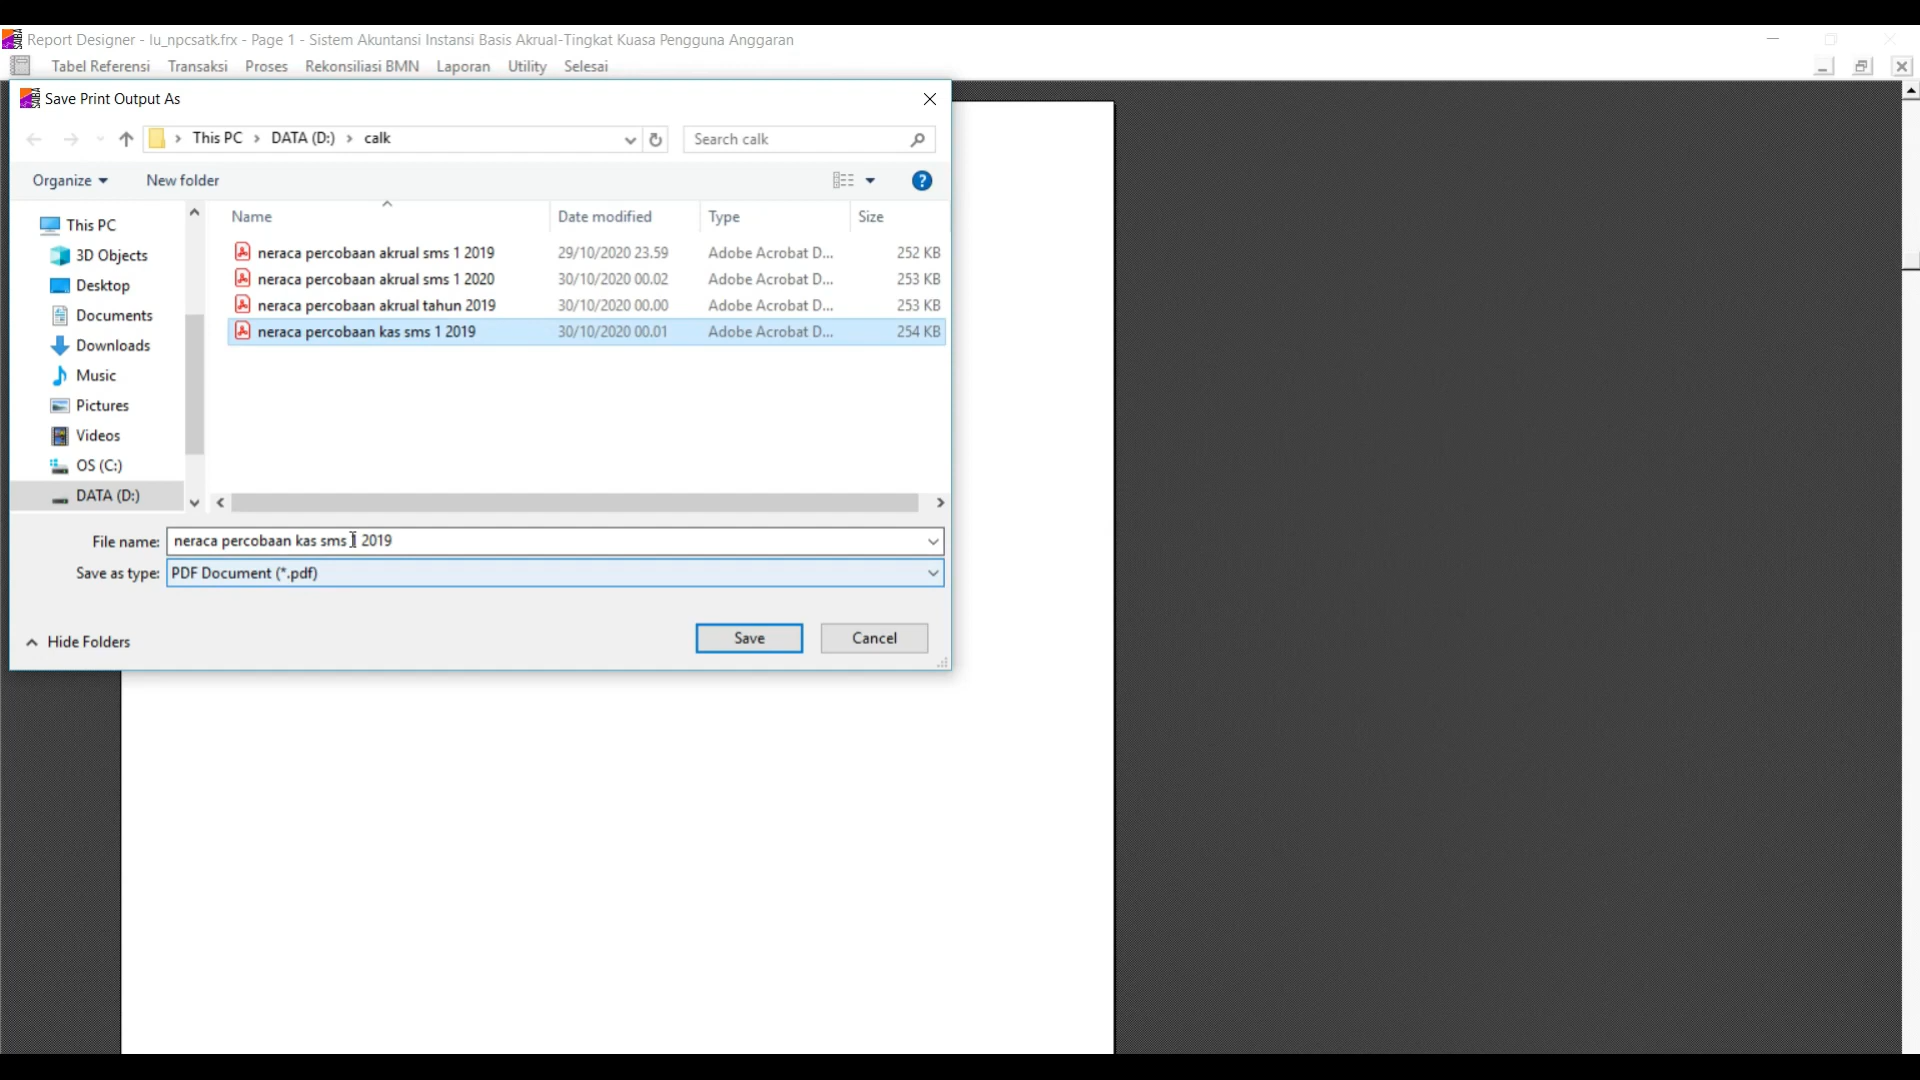 SAIBA Report Designer - lu_npcsatk.frx - Page 1 - Sistem Akuntansi Instansi Basis Akrual-Tingkat Kuasa Pengguna Anggaran
Tabel Referensi Transaksi Proses Rekonsiliasi BMN Laporan Utility Selesai
SAIBA Save Print Output As
This PC DATA (D:) calk Search calk
Organize New folder
Name Date modified Type Size
This PC
3D Objects
Desktop
Documents
Downloads
Music
Pictures
Videos
OS (C:)
DATA (D:)
neraca percobaan akrual sms 1 2019 29/10/2020 23.59 Adobe Acrobat D... 252 KB
neraca percobaan akrual sms 1 2020 30/10/2020 00.02 Adobe Acrobat D... 253 KB
neraca percobaan akrual tahun 2019 30/10/2020 00.00 Adobe Acrobat D... 253 KB
neraca percobaan kas sms 1 2019 30/10/2020 00.01 Adobe Acrobat D... 254 KB
File name: neraca percobaan kas sms 1 2019
Save as type: PDF Document (*.pdf)
Hide Folders Save Cancel